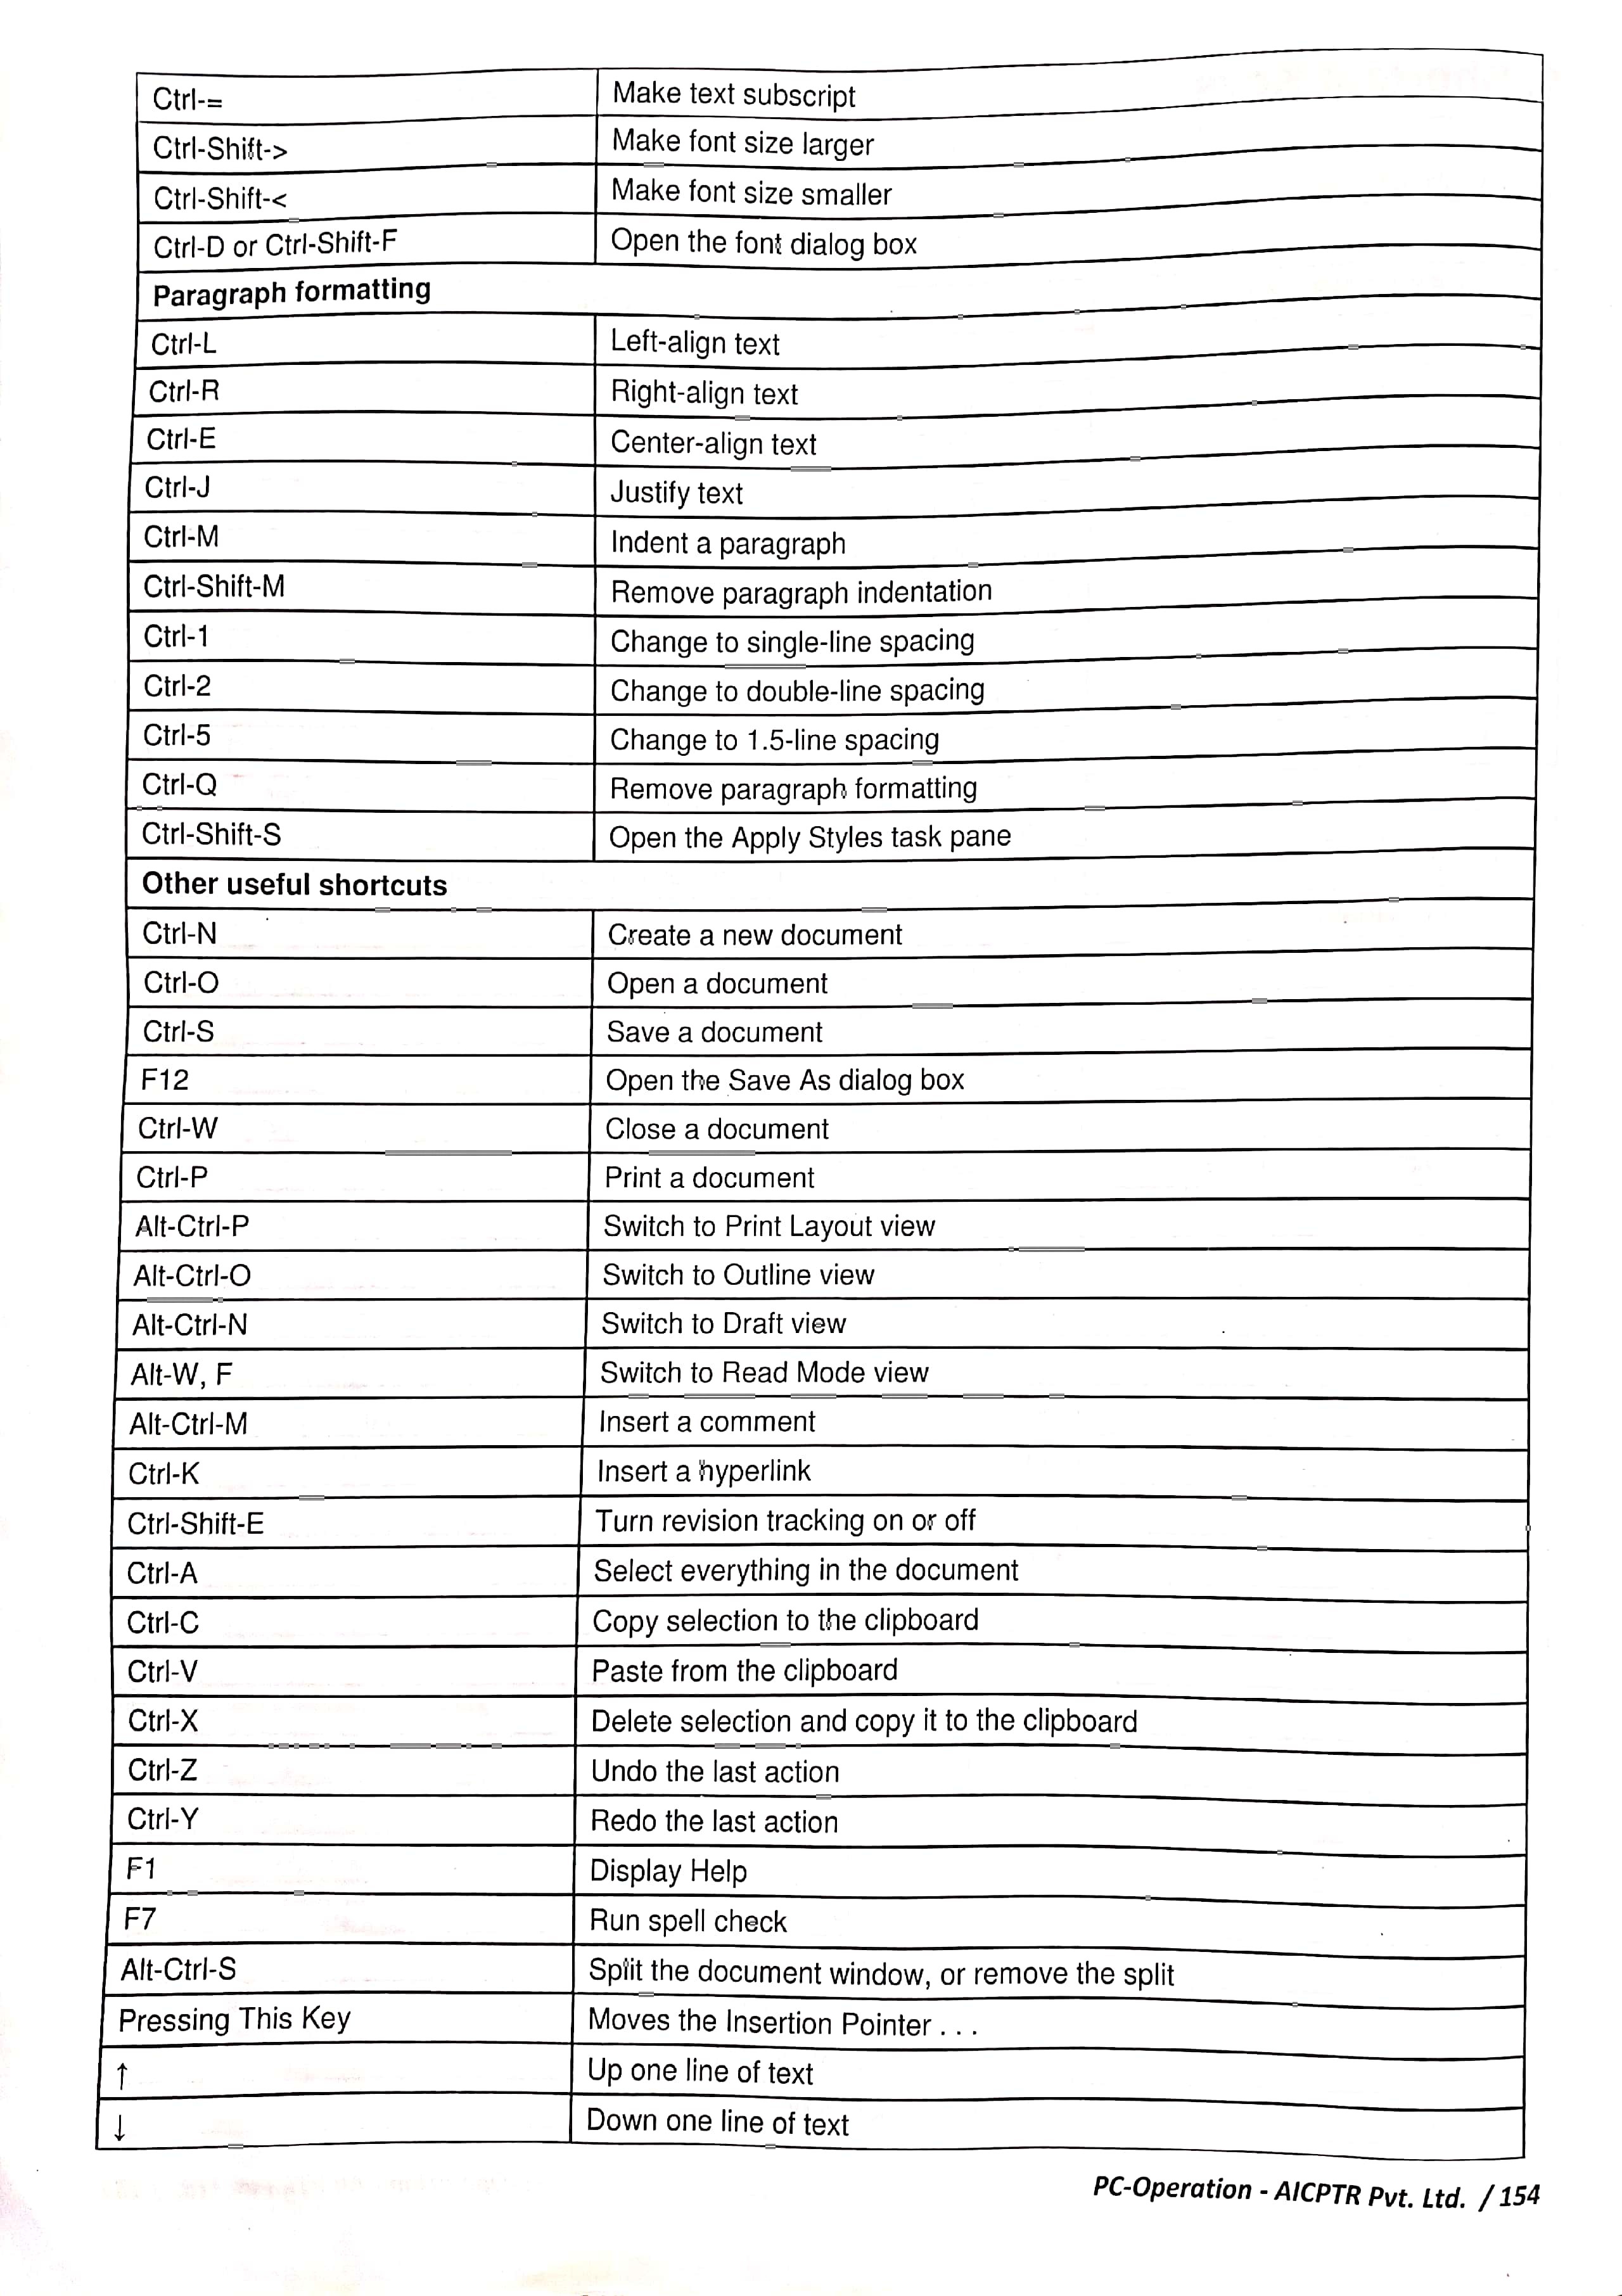 Ctrl-= Make text subscript
Ctrl-Shift-> Make font size larger
Ctrl-Shift-< Make font size smaller
Ctrl-D or Ctrl-Shift-F Open the font dialog box
Paragraph formatting
Ctrl-L Left-align text
Ctrl-R Right-align text
Ctrl-E Center-align text
Ctrl-J Justify text
Ctrl-M Indent a paragraph
Ctrl-Shift-M Remove paragraph indentation
Ctrl-1 Change to single-line spacing
Ctrl-2 Change to double-line spacing
Ctrl-5 Change to 1.5-line spacing
Ctrl-Q Remove paragraph formatting
Ctrl-Shift-S Open the Apply Styles task pane
Other useful shortcuts
Ctrl-N Create a new document
Ctrl-O Open a document
Ctrl-S Save a document
F12 Open the Save As dialog box
Ctrl-W Close a document
Ctrl-P Print a document
Alt-Ctrl-P Switch to Print Layout view
Alt-Ctrl-O Switch to Outline view
Alt-Ctrl-N Switch to Draft view
Alt-W, F Switch to Read Mode view
Alt-Ctrl-M Insert a comment
Ctrl-K Insert a hyperlink
Ctrl-Shift-E Turn revision tracking on or off
Ctrl-A Select everything in the document
Ctrl-C Copy selection to the clipboard
Ctrl-V Paste from the clipboard
Ctrl-X Delete selection and copy it to the clipboard
Ctrl-Z Undo the last action
Ctrl-Y Redo the last action
F1 Display Help
F7 Run spell check
Alt-Ctrl-S Split the document window, or remove the split
Pressing This Key Moves the Insertion Pointer . . .
↑ Up one line of text
↓ Down one line of text
PC-Operation - AICPTR Pvt. Ltd. / 154